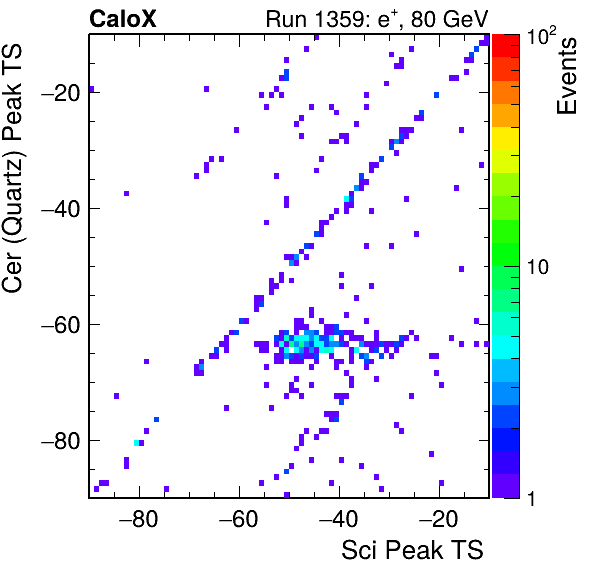 CaloX Run 1359: e⁺, 80 GeV
Cer (Quartz) Peak TS
−20
−40
−60
−80
−80 −60 −40 −20
Sci Peak TS
10²
10
1
Events